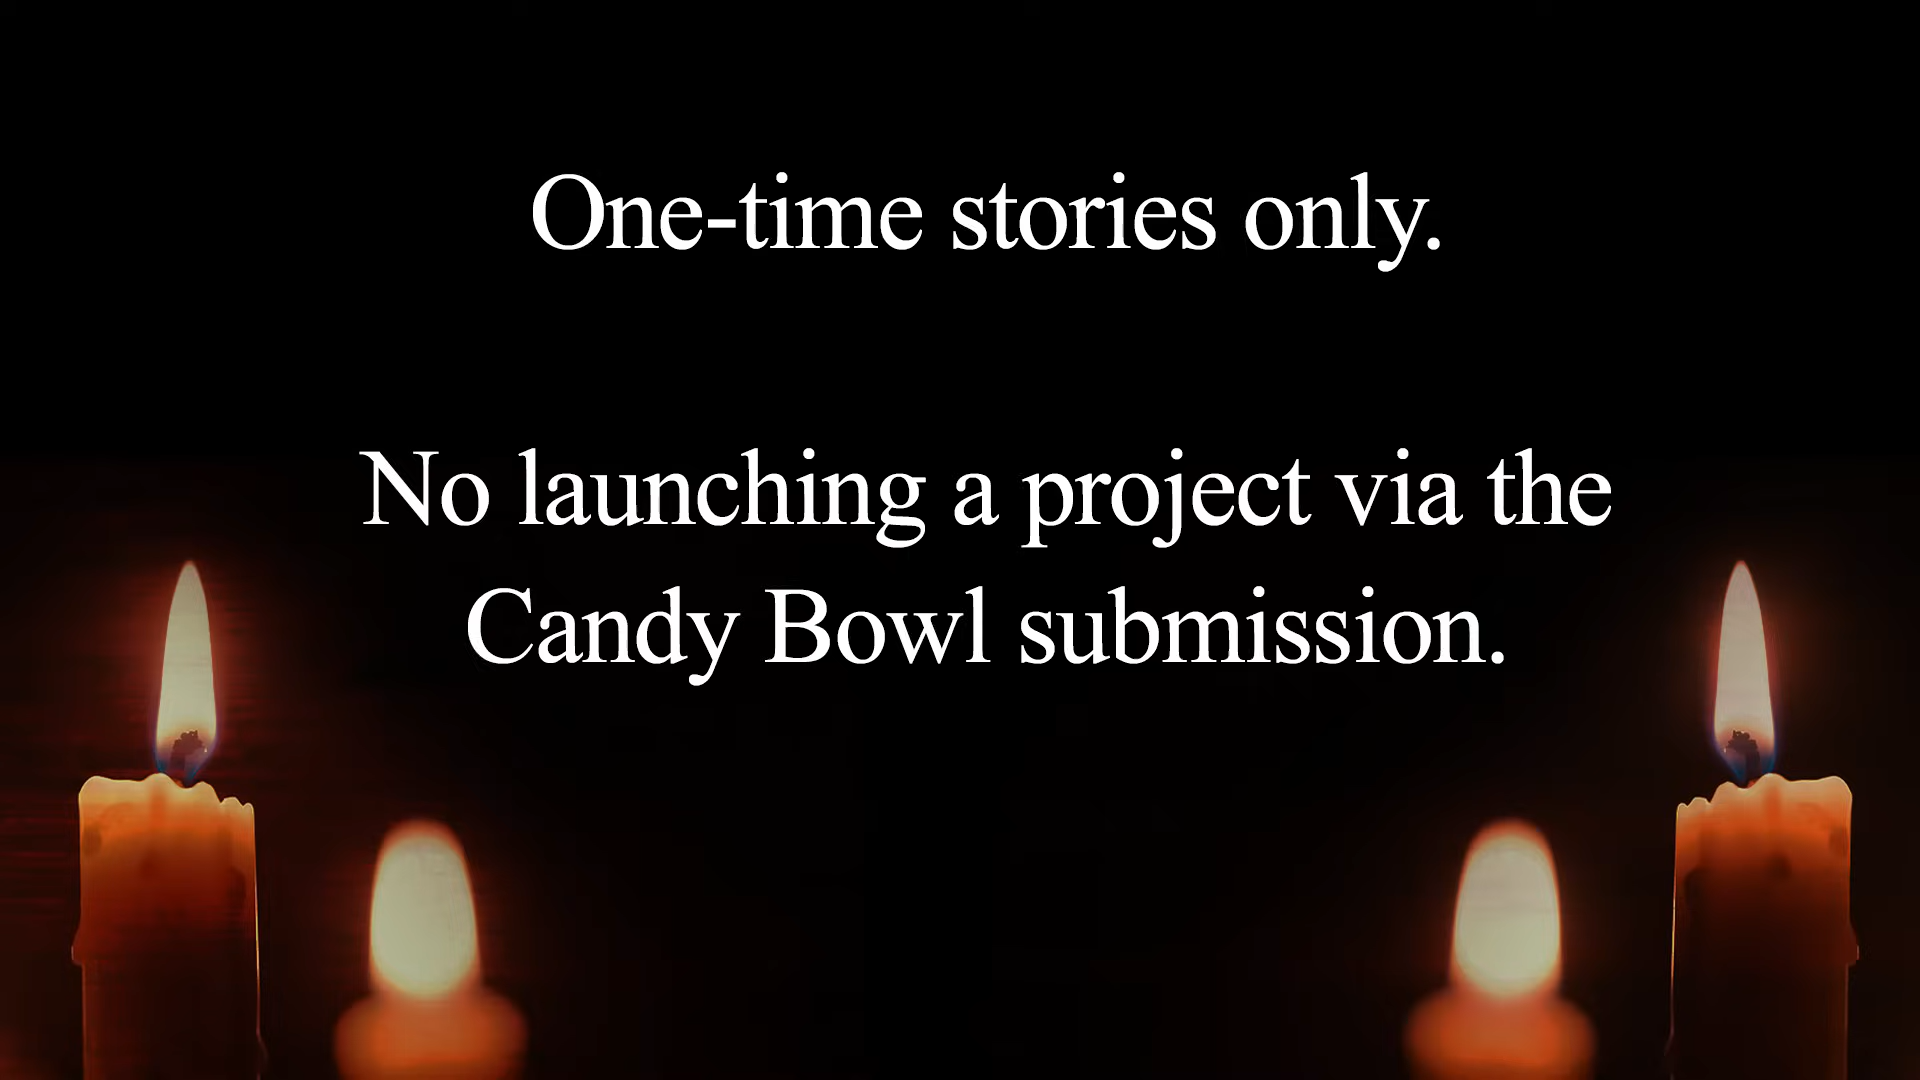 One-time stories only.
No launching a project via the
Candy Bowl submission.